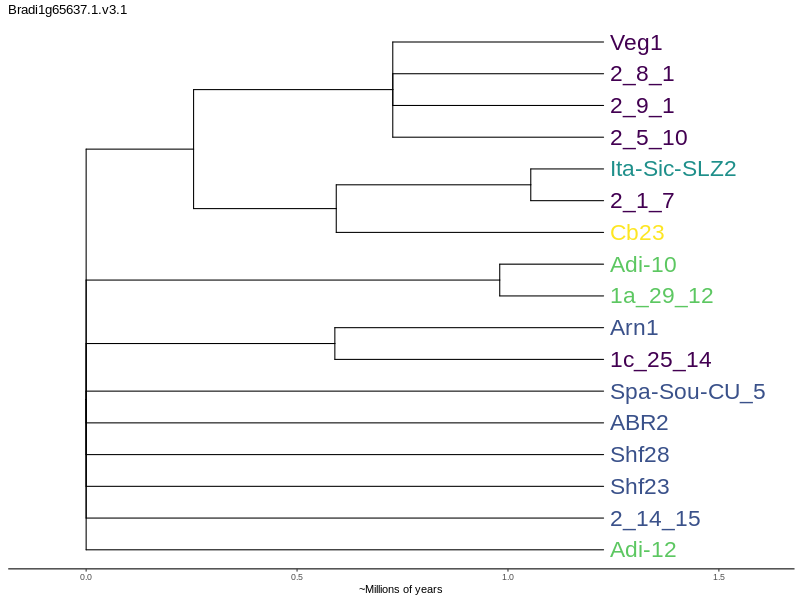 Bradi1g65637.1.v3.1
Veg1
2_8_1
2_9_1
2_5_10
Ita-Sic-SLZ2
2_1_7
Cb23
Adi-10
1a_29_12
Arn1
1c_25_14
Spa-Sou-CU_5
ABR2
Shf28
Shf23
2_14_15
Adi-12
0.0 0.5 1.0 1.5
~Millions of years